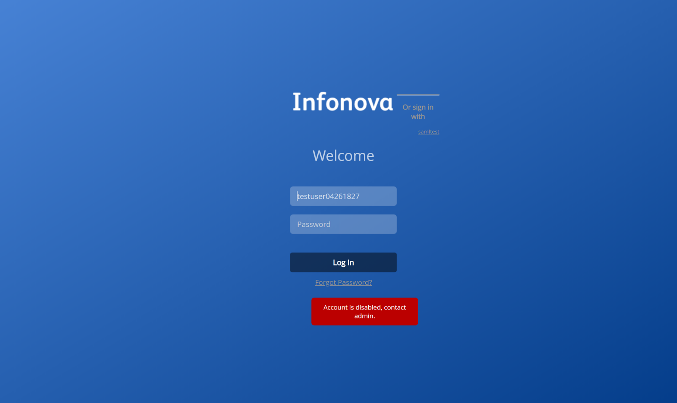 Infonova
Or sign in
with
Welcome
testuser04261827
Password
Log in
Forgot Password?
Account is disabled, contact
admin.